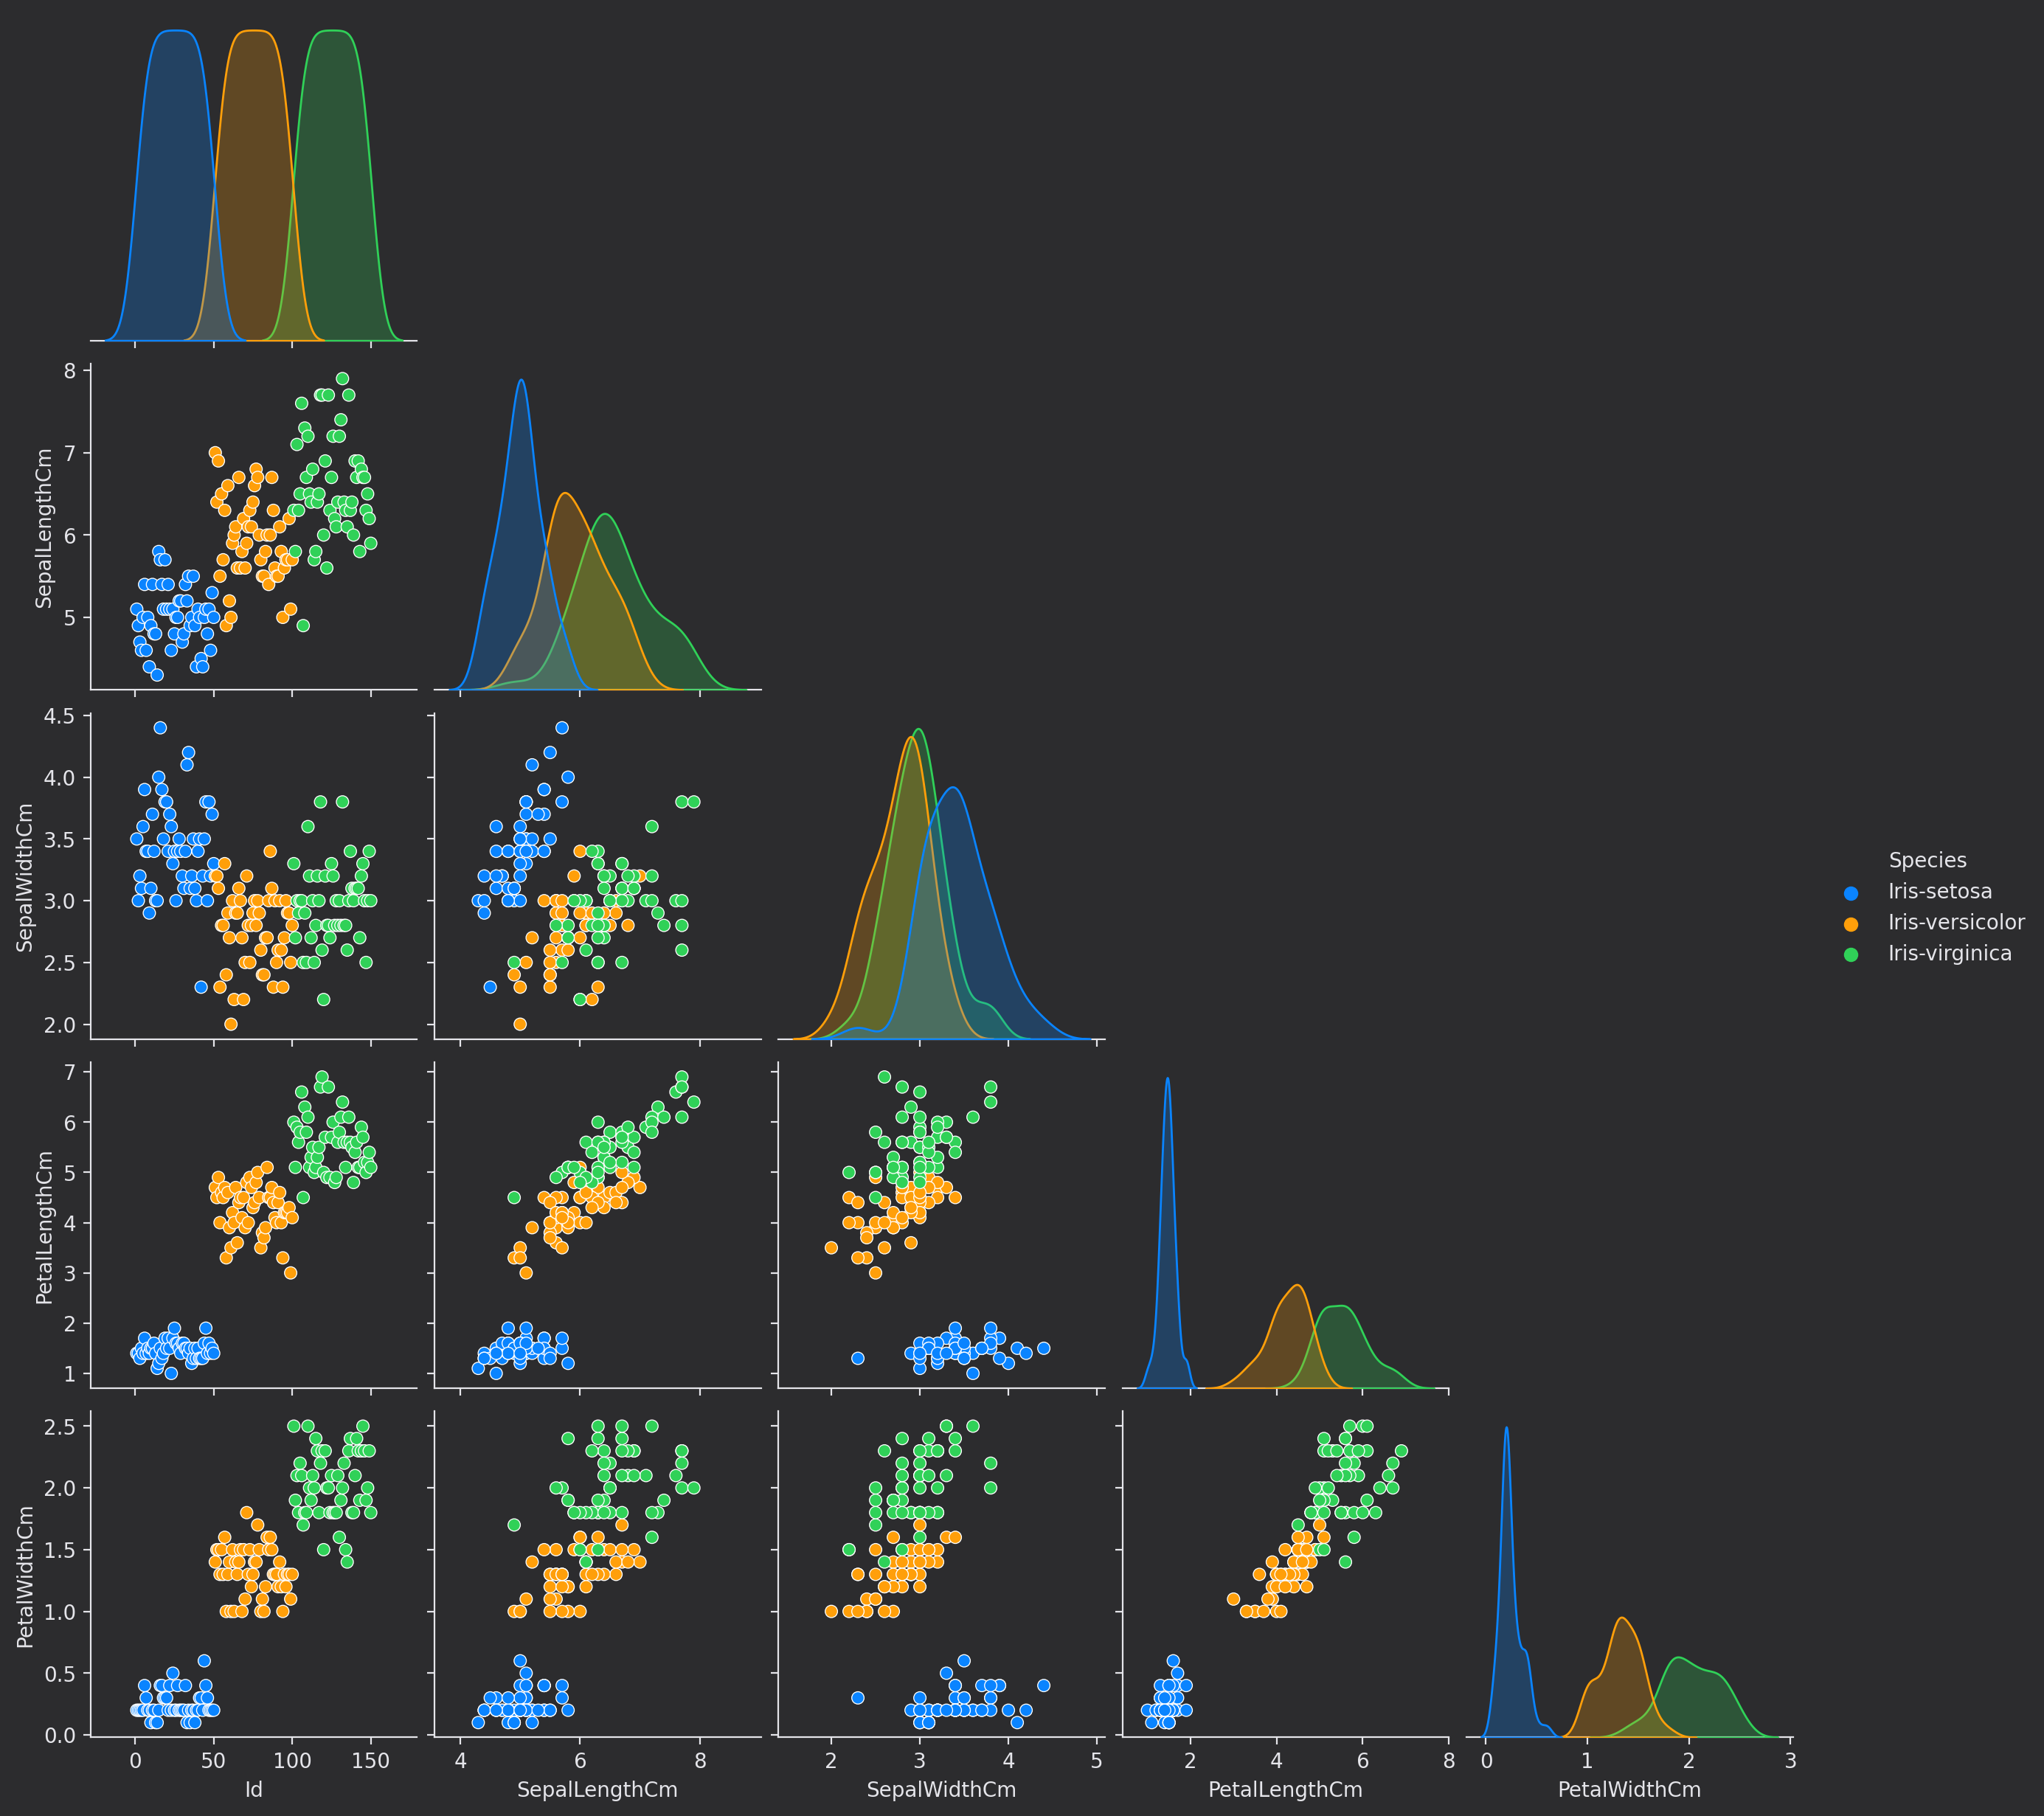 8
7
6
5
SepalLengthCm
4.5
4.0
3.5
3.0
2.5
2.0
SepalWidthCm
Species
Iris-setosa
Iris-versicolor
Iris-virginica
7
6
5
4
3
2
1
PetalLengthCm
2.5
2.0
1.5
1.0
0.5
0.0
PetalWidthCm
0 50 100 150
4 6 8
2 3 4 5
2 4 6 8
0 1 2 3
Id
SepalLengthCm
SepalWidthCm
PetalLengthCm
PetalWidthCm